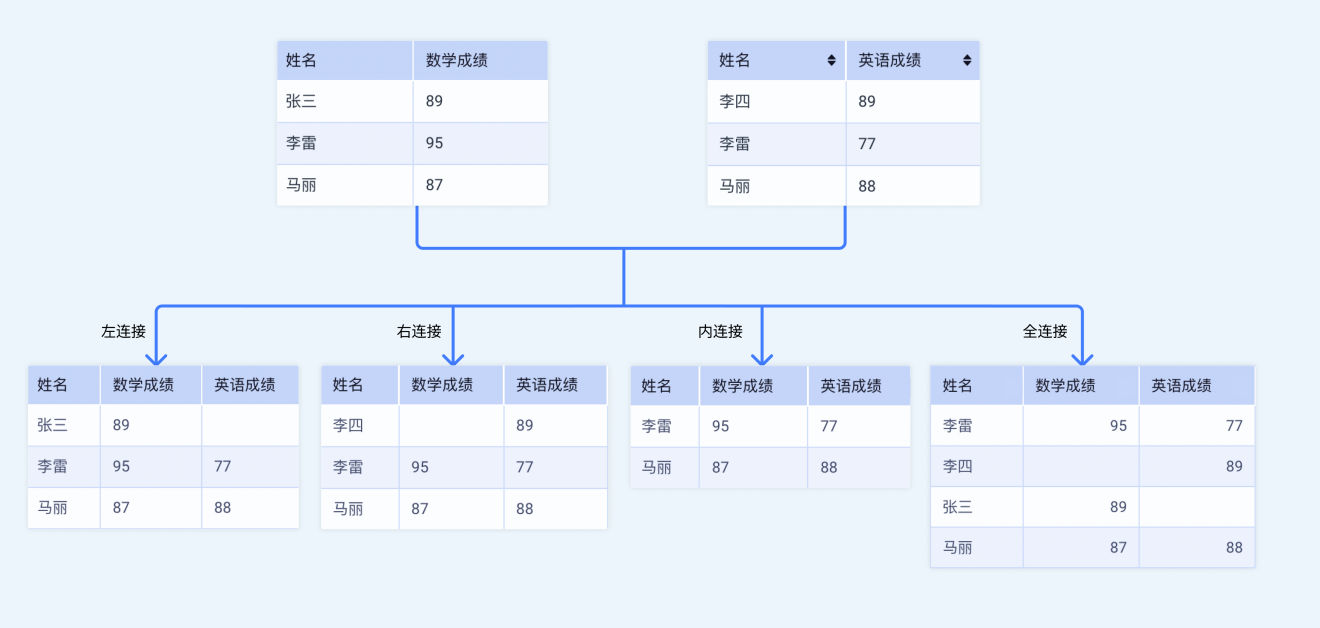 姓名 数学成绩 姓名 英语成绩
张三 89 李四 89
李雷 95 李雷 77
马丽 87 马丽 88
左连接 右连接 内连接 全连接
姓名 数学成绩 英语成绩 姓名 数学成绩 英语成绩 姓名 数学成绩 英语成绩 姓名 数学成绩 英语成绩
张三 89 李四 89 李雷 95 77 李雷 95 77
李雷 95 77 李雷 95 77 马丽 87 88 李四 89
马丽 87 88 马丽 87 88 张三 89
马丽 87 88